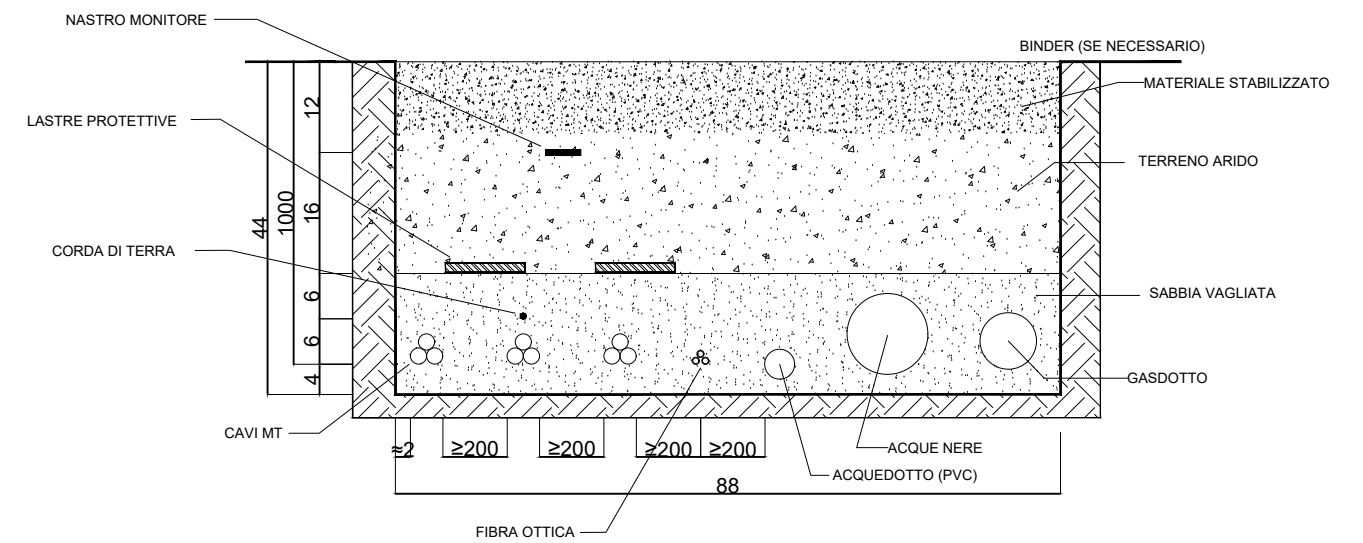 NASTRO MONITORE
BINDER (SE NECESSARIO)
MATERIALE STABILIZZATO
LASTRE PROTETTIVE
TERRENO ARIDO
CORDA DI TERRA
SABBIA VAGLIATA
GASDOTTO
CAVI MT
ACQUE NERE
ACQUEDOTTO (PVC)
FIBRA OTTICA
44
1000
12
16
6
6
4
≈2
≥200
≥200
≥200
≥200
88